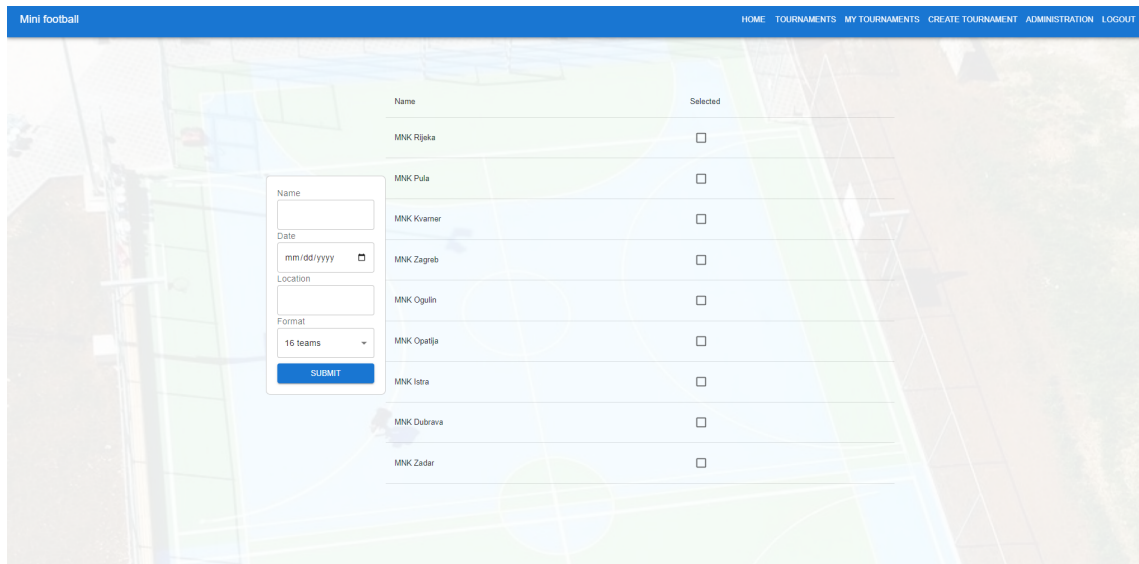 Mini football
HOME TOURNAMENTS MY TOURNAMENTS CREATE TOURNAMENT ADMINISTRATION LOGOUT
Name
Date
mm/dd/yyyy
Location
Format
16 teams
SUBMIT
Name Selected
MNK Rijeka
MNK Pula
MNK Kvarner
MNK Zagreb
MNK Ogulin
MNK Opatija
MNK Istra
MNK Dubrava
MNK Zadar